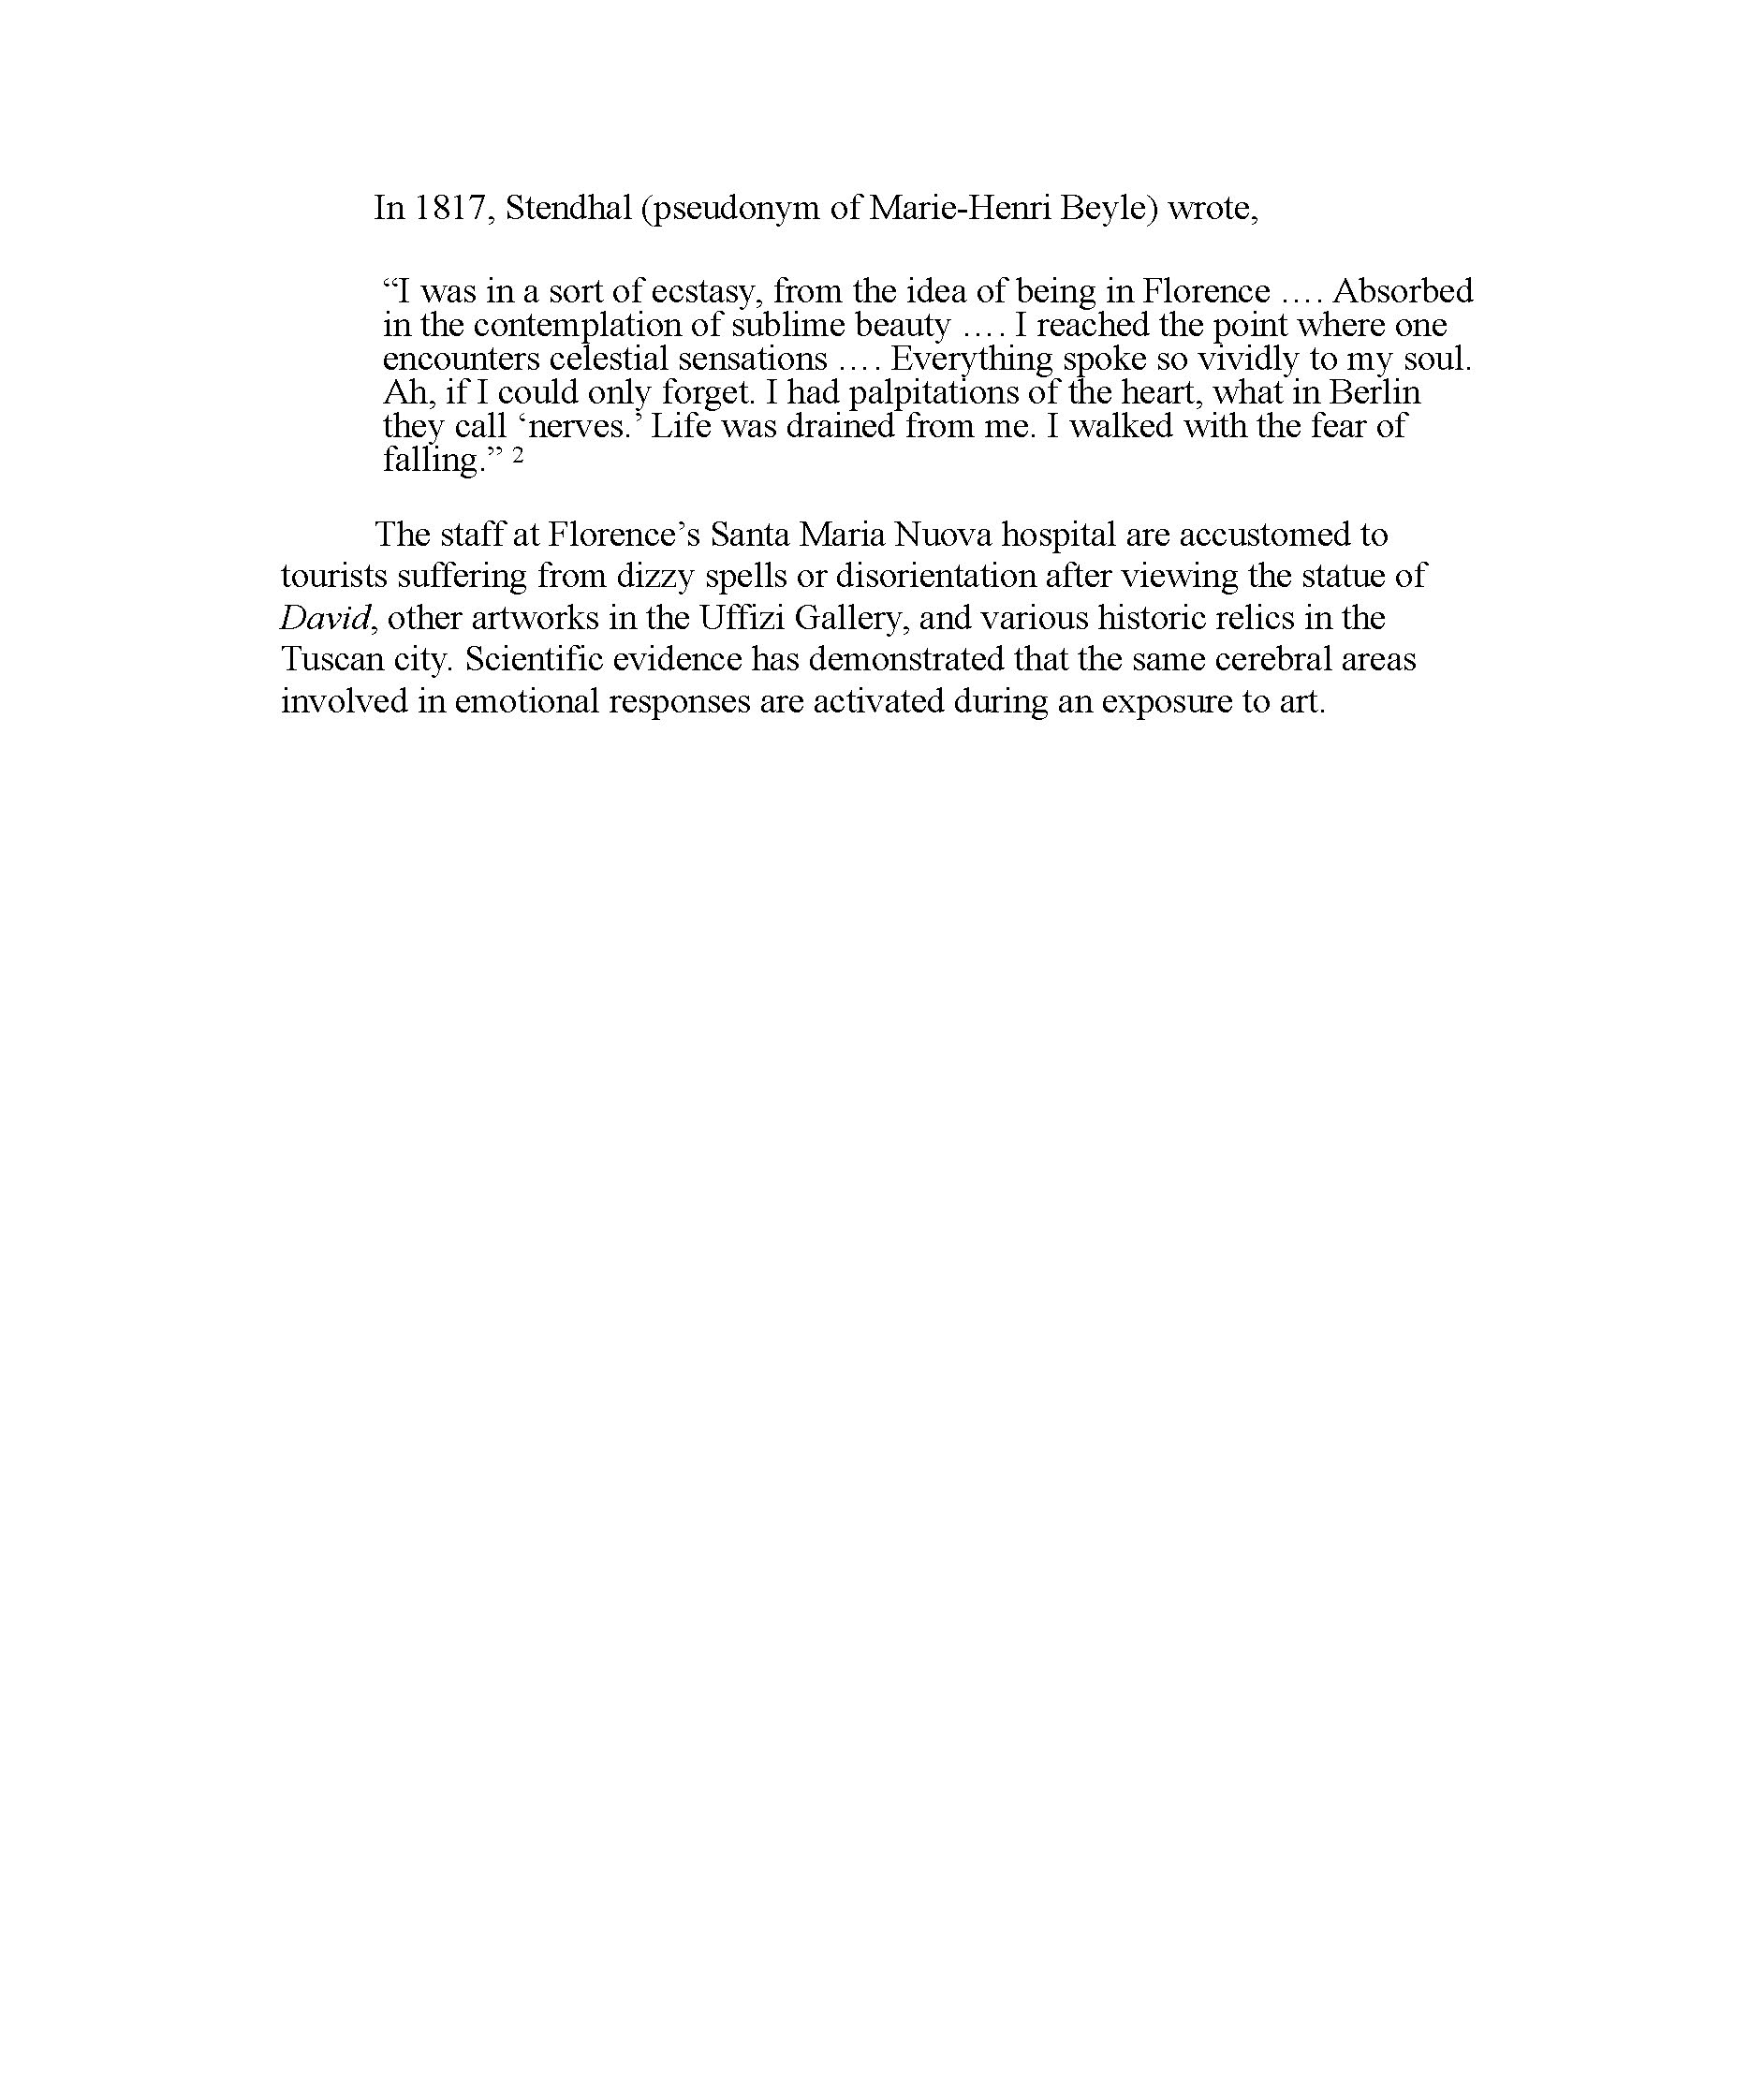 In 1817, Stendhal (pseudonym of Marie-Henri Beyle) wrote,
“I was in a sort of ecstasy, from the idea of being in Florence …. Absorbed
in the contemplation of sublime beauty …. I reached the point where one
encounters celestial sensations …. Everything spoke so vividly to my soul.
Ah, if I could only forget. I had palpitations of the heart, what in Berlin
they call ‘nerves.’ Life was drained from me. I walked with the fear of
falling.” ²
The staff at Florence’s Santa Maria Nuova hospital are accustomed to
tourists suffering from dizzy spells or disorientation after viewing the statue of
David, other artworks in the Uffizi Gallery, and various historic relics in the
Tuscan city. Scientific evidence has demonstrated that the same cerebral areas
involved in emotional responses are activated during an exposure to art.